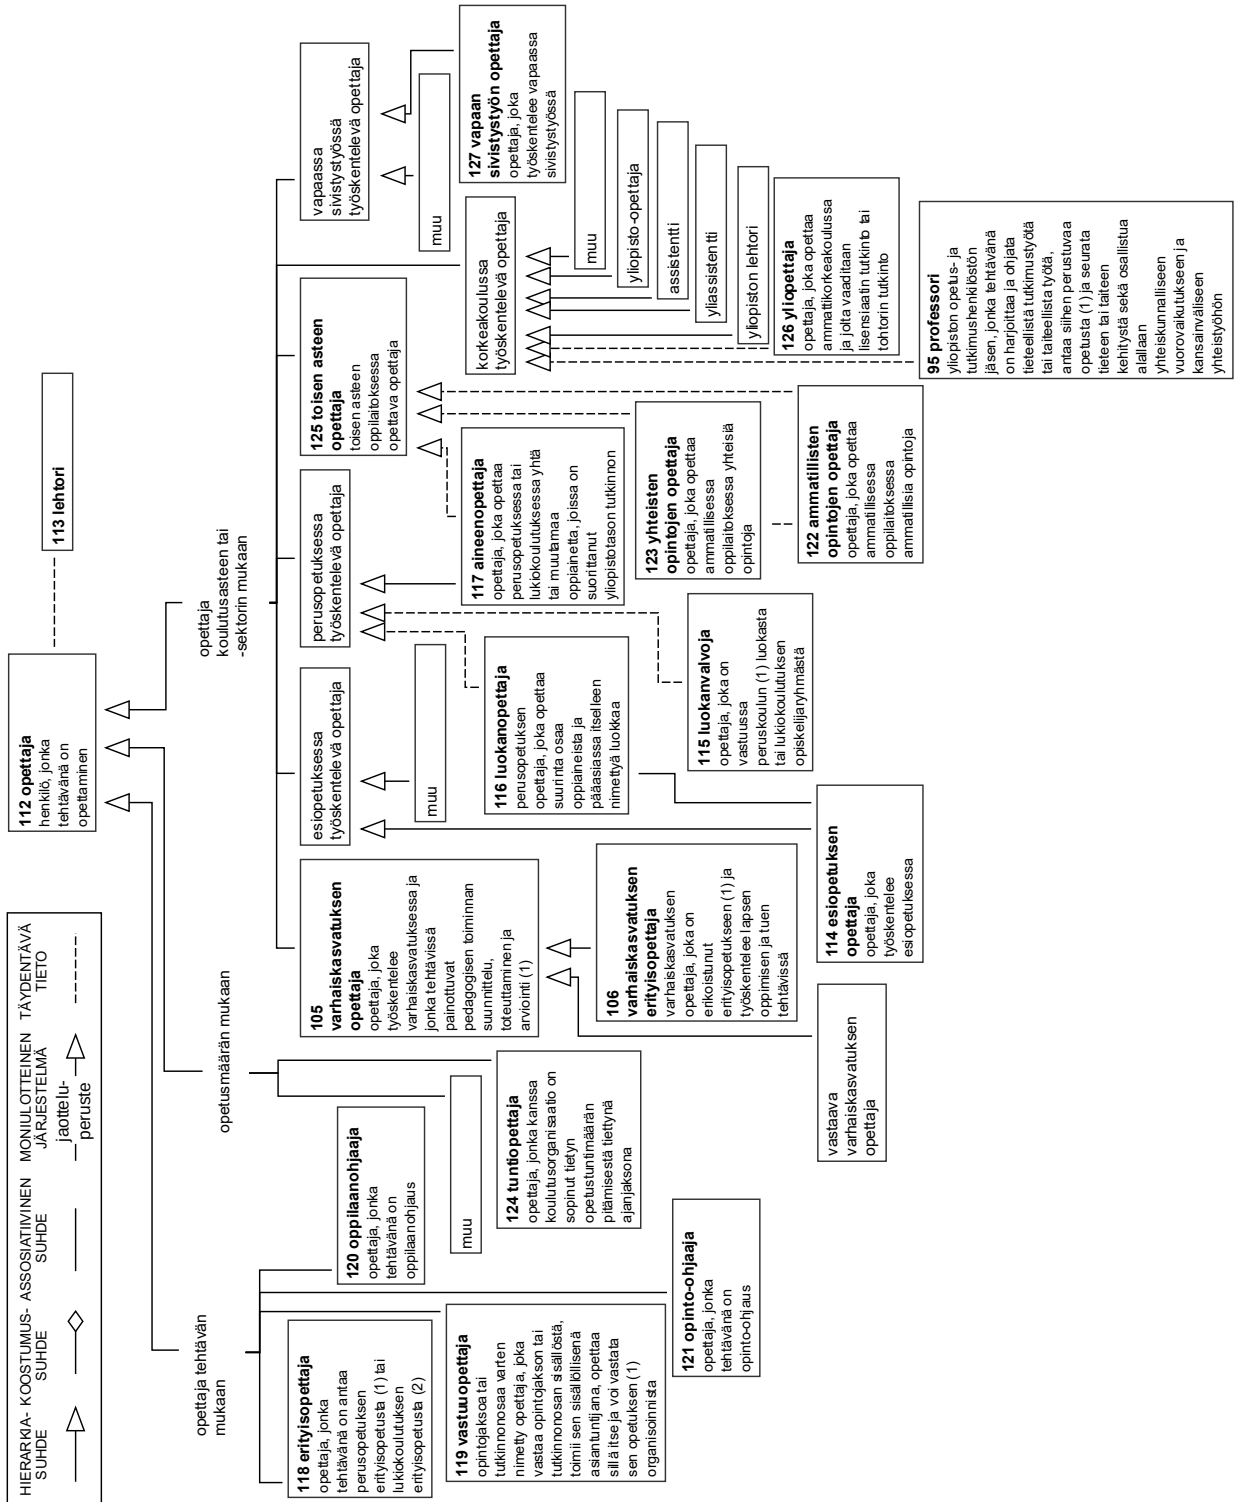 HIERARKIA-
SUHDE
KOOSTUMUS-
SUHDE
ASSOSIATIIVINEN
SUHDE
MONIULOTTEINEN
JÄRJESTELMÄ
jaottelu-
peruste
TÄYDENTÄVÄ
TIETO
112 opettaja
henkilö, jonka
tehtävänä on
opettaminen
113 lehtori
opettaja tehtävän
mukaan
opetusmäärän mukaan
opettaja
koulutusasteen tai
-sektorin mukaan
118 erityisopettaja
opettaja, jonka
tehtävänä on antaa
perusopetuksen
erityisopetusta (1) tai
lukiokoulutuksen
erityisopetusta (2)
119 vastuuopettaja
opintojaksoa tai
tutkinnonosaa varten
nimetty opettaja, joka
vastaa opintojakson tai
tutkinnonosan sisällöstä,
toimii sen sisällöllisenä
asiantuntijana, opettaa
sillä itse ja voi vastata
sen opetuksen (1)
organisoinnista
120 oppilaanohjaaja
opettaja, jonka
tehtävänä on
oppilaanohjaus
121 opinto-ohjaaja
opettaja, jonka
tehtävänä on
opinto-ohjaus
muu
124 tuntiopettaja
opettaja, jonka kanssa
koulutusorganisaatio on
sopinut tietyn
opetustuntimäärän
pitämisestä tiettynä
ajanjaksona
105
varhaiskasvatuksen
opettaja
opettaja, joka
työskentelee
varhaiskasvatuksessa ja
jonka tehtävissä
painottuvat
pedagogisen toiminnan
suunnittelu,
toteuttaminen ja
arviointi (1)
106
varhaiskasvatuksen
erityisopettaja
varhaiskasvatuksen
opettaja, joka on
erikoistunut
erityisopetukseen (1) ja
työskentelee lapsen
oppimisen ja tuen
tehtävissä
vastaava
varhaiskasvatuksen
opettaja
esiopetuksessa
työskentelevä opettaja
muu
114 esiopetuksen
opettaja
opettaja, joka
työskentelee
esiopetuksessa
perusopetuksessa
työskentelevä opettaja
116 luokanopettaja
perusopetuksen
opettaja, joka opettaa
suurinta osaa
oppiaineista ja
pääasiassa itselleen
nimettyä luokkaa
115 luokanvalvoja
opettaja, joka on
vastuussa
peruskoulun (1) luokasta
tai lukiokoulutuksen
opiskelijaryhmästä
117 aineenopettaja
opettaja, joka opettaa
perusopetuksessa tai
lukiokoulutuksessa yhtä
tai muutamaa
oppiainetta, joissa on
suorittanut
yliopistotason tutkinnon
125 toisen asteen
opettaja
toisen asteen
oppilaitoksessa
opettava opettaja
123 yhteisten
opintojen opettaja
opettaja, joka opettaa
ammatillisessa
oppilaitoksessa yhteisiä
opintoja
122 ammatillisten
opintojen opettaja
opettaja, joka opettaa
ammatillisessa
oppilaitoksessa
ammatillisia opintoja
korkeakoulussa
työskentelevä opettaja
muu
yliopisto-opettaja
assistentti
yliassistentti
yliopiston lehtori
126 yliopettaja
opettaja, joka opettaa
ammattikorkeakoulussa
ja jolta vaaditaan
lisensiaatin tutkinto tai
tohtorin tutkinto
95 professori
yliopiston opetus- ja
tutkimushenkilöstön
jäsen, jonka tehtävänä
on harjoittaa ja ohjata
tieteellistä tutkimustyötä
tai taiteellista työtä,
antaa siihen perustuvaa
opetusta (1) ja seurata
tieteen tai taiteen
kehitystä sekä osallistua
alallaan
yhteiskunnalliseen
vuorovaikutukseen ja
kansainväliseen
yhteistyöhön
vapaassa
sivistystyössä
työskentelevä opettaja
muu
127 vapaan
sivistystyön opettaja
opettaja, joka
työskentelee vapaassa
sivistystyössä